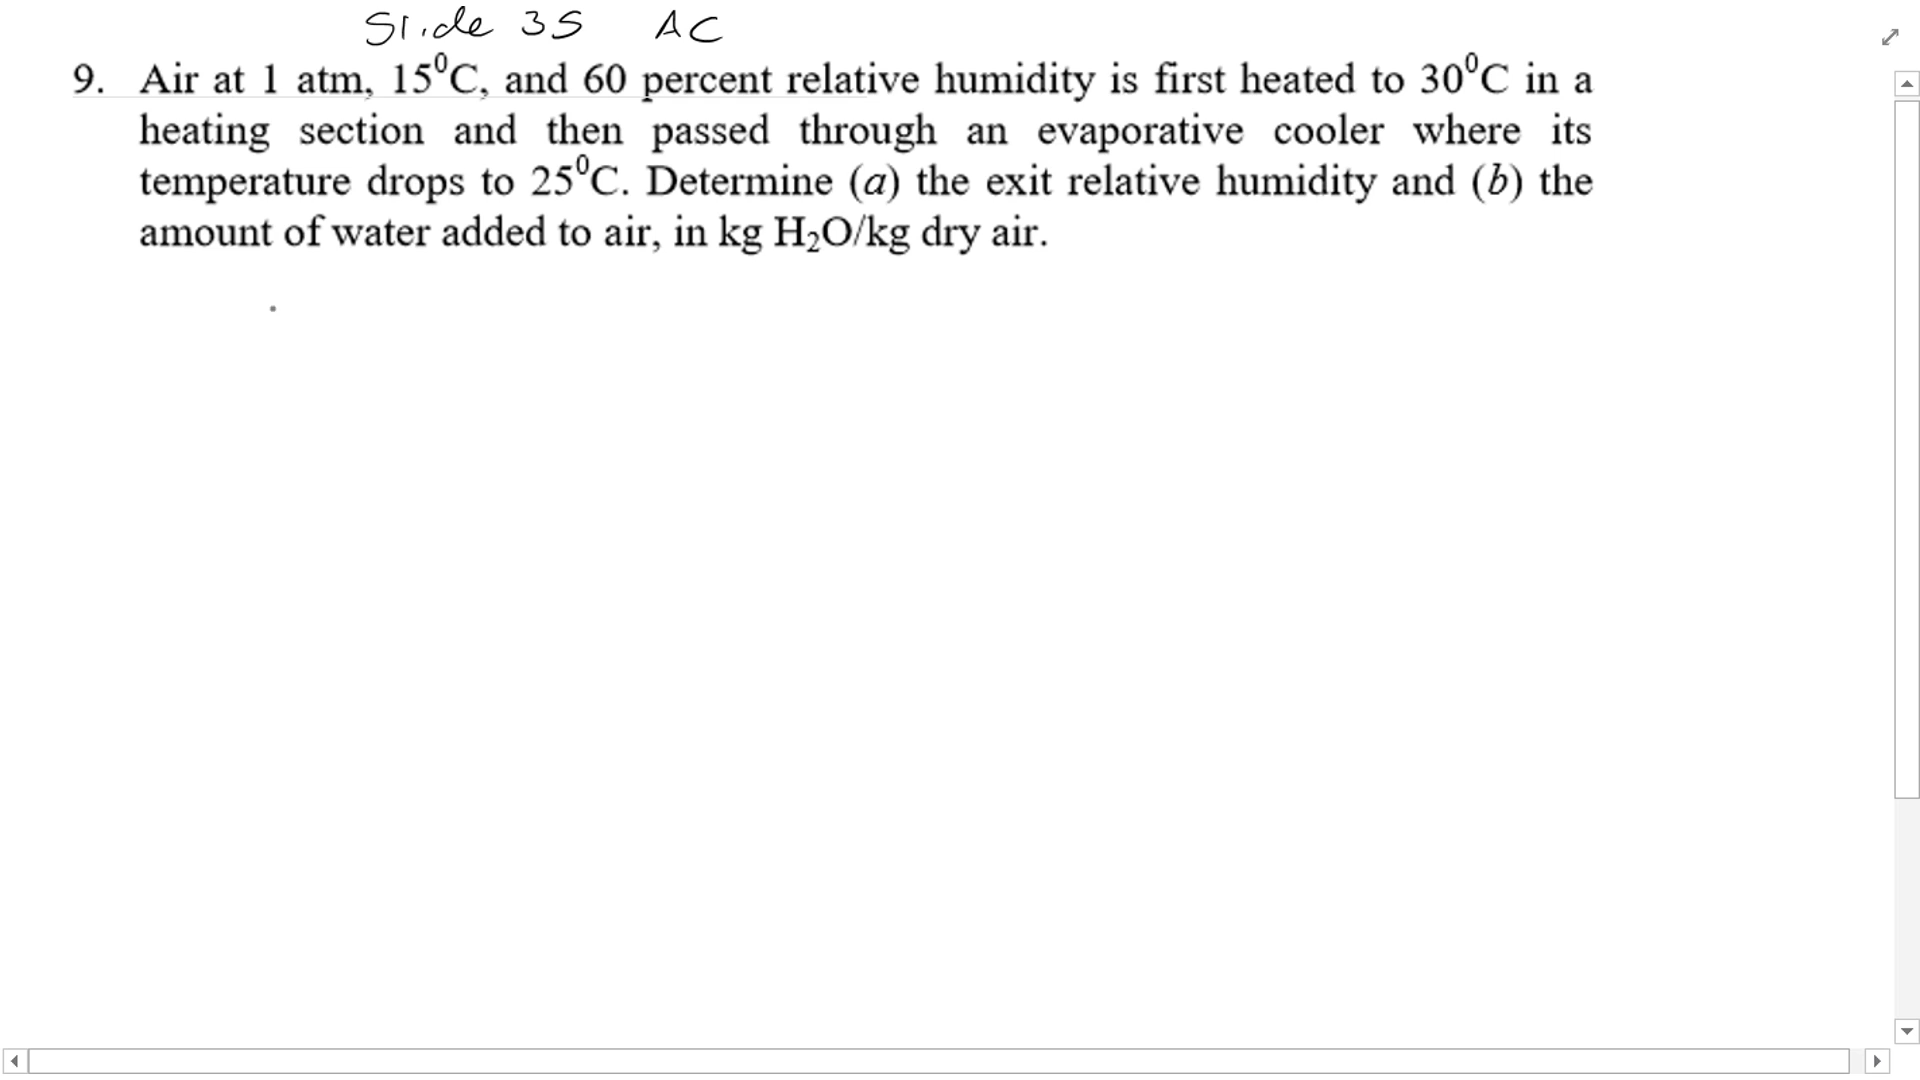 Slide 35 AC
9. Air at 1 atm, 15⁰C, and 60 percent relative humidity is first heated to 30⁰C in a
heating section and then passed through an evaporative cooler where its
temperature drops to 25⁰C. Determine (a) the exit relative humidity and (b) the
amount of water added to air, in kg H₂O/kg dry air.